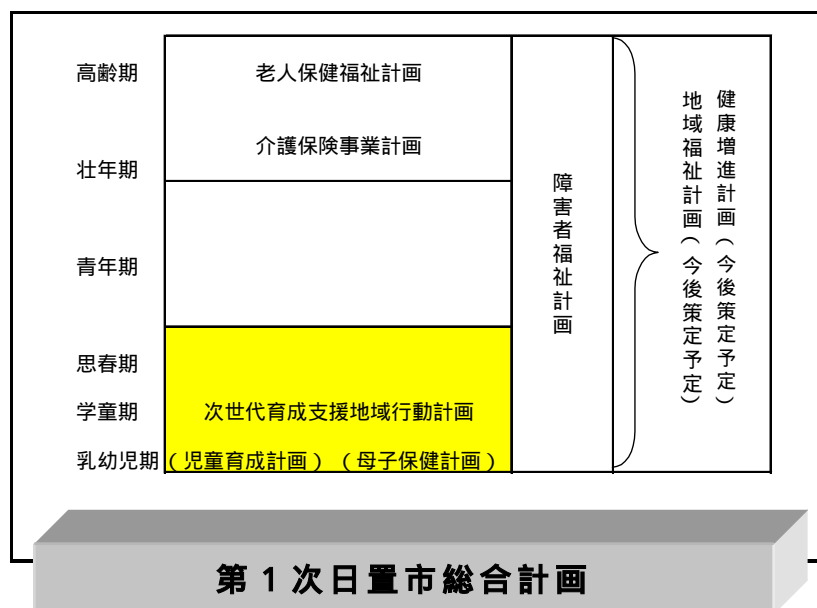 高齢期
老人保健福祉計画
介護保険事業計画
壮年期
青年期
思春期
学童期
次世代育成支援地域行動計画
乳幼児期
(児童育成計画) (母子保健計画)
障害者福祉計画
健康増進計画(今後策定予定)
地域福祉計画(今後策定予定)
第1次日置市総合計画